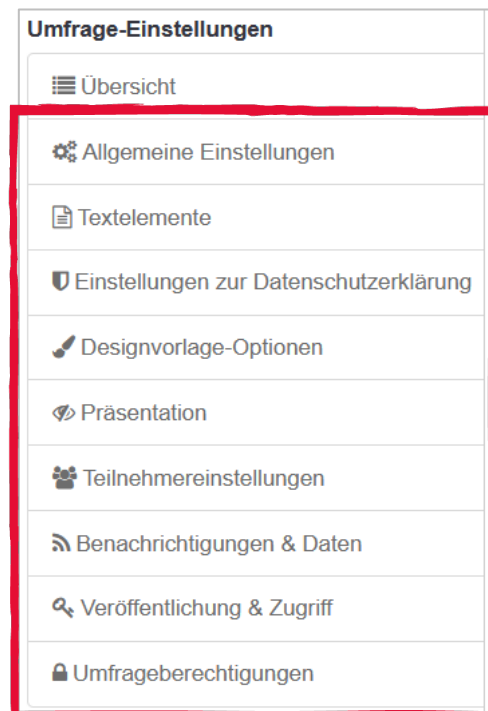 Umfrage-Einstellungen
Übersicht
Allgemeine Einstellungen
Textelemente
Einstellungen zur Datenschutzerklärung
Designvorlage-Optionen
Präsentation
Teilnehmereinstellungen
Benachrichtigungen & Daten
Veröffentlichung & Zugriff
Umfrageberechtigungen